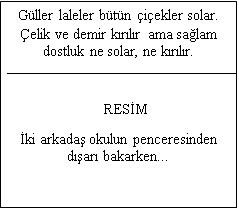 Güller laleler bütün çiçekler solar.
Çelik ve demir kırılır ama sağlam
dostluk ne solar, ne kırılır.
RESİM
İki arkadaş okulun penceresinden
dışarı bakarken...